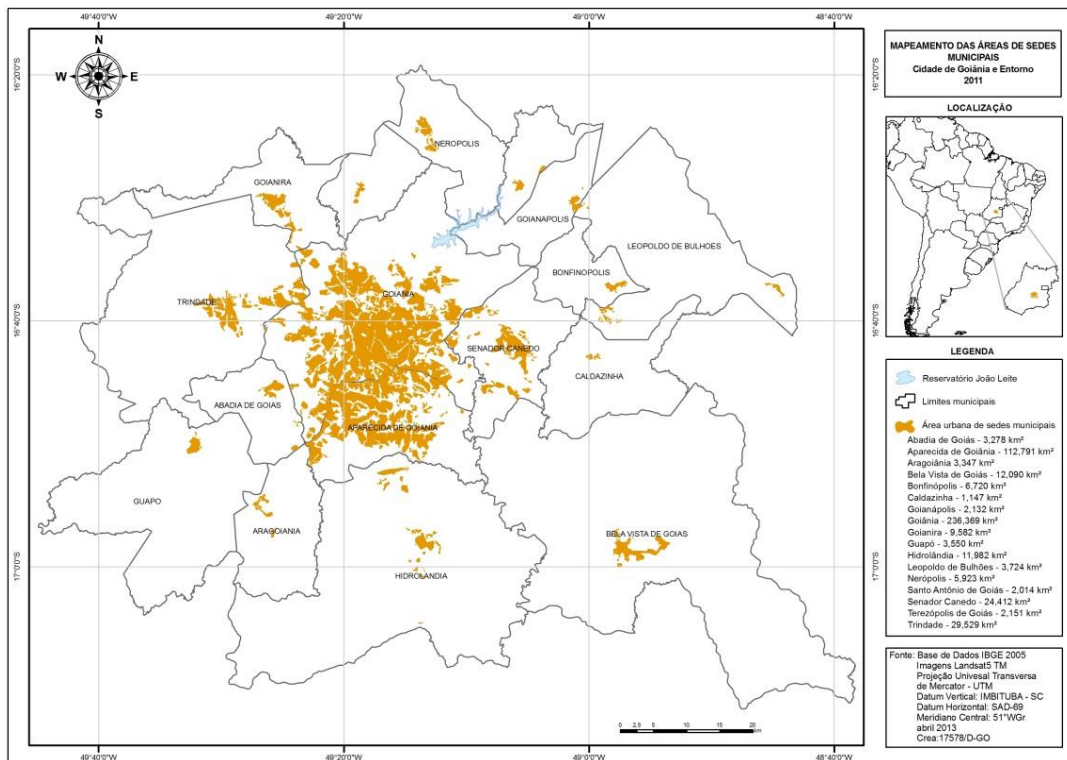 49°40'0"W 49°20'0"W 49°0'0"W 48°40'0"W
N
W E
S
16°20'0"S
16°20'0"S
NEROPOLIS
GOIANIRA
GOIANAPOLIS
LEOPOLDO DE BULHOES
BONFINOPOLIS
GOIANIA
TRINDADE
16°40'0"S
16°40'0"S
SENADOR CANEDO
CALDAZINHA
ABADIA DE GOIAS
APARECIDA DE GOIANIA
GUAPO
ARAGOIANIA
BELA VISTA DE GOIAS
17°0'0"S
17°0'0"S
HIDROLANDIA
0 2,5 5 10 15 20
km
49°40'0"W 49°20'0"W 49°0'0"W 48°40'0"W
MAPEAMENTO DAS ÁREAS DE SEDES
MUNICIPAIS
Cidade de Goiânia e Entorno
2011
LOCALIZAÇÃO
LEGENDA
Reservatório João Leite
Limites municipais
Área urbana de sedes municipais
Abadia de Goiás - 3,278 km²
Aparecida de Goiânia - 112,791 km²
Aragoiânia 3,347 km²
Bela Vista de Goiás - 12,090 km²
Bonfinópolis - 6,720 km²
Caldazinha - 1,147 km²
Goianápolis - 2,132 km²
Goiânia - 236,369 km²
Goianira - 9,582 km²
Guapó - 3,550 km²
Hidrolândia - 11,982 km²
Leopoldo de Bulhões - 3,724 km²
Nerópolis - 5,923 km²
Santo Antônio de Goiás - 2,014 km²
Senador Canedo - 24,412 km²
Terezópolis de Goiás - 2,151 km²
Trindade - 29,529 km²
Fonte: Base de Dados IBGE 2005
Imagens Landsat5 TM
Projeção Univesal Transversa
de Mercator - UTM
Datum Vertical: IMBITUBA - SC
Datum Horizontal: SAD-69
Meridiano Central: 51°WGr
abril 2013
Crea:17578/D-GO